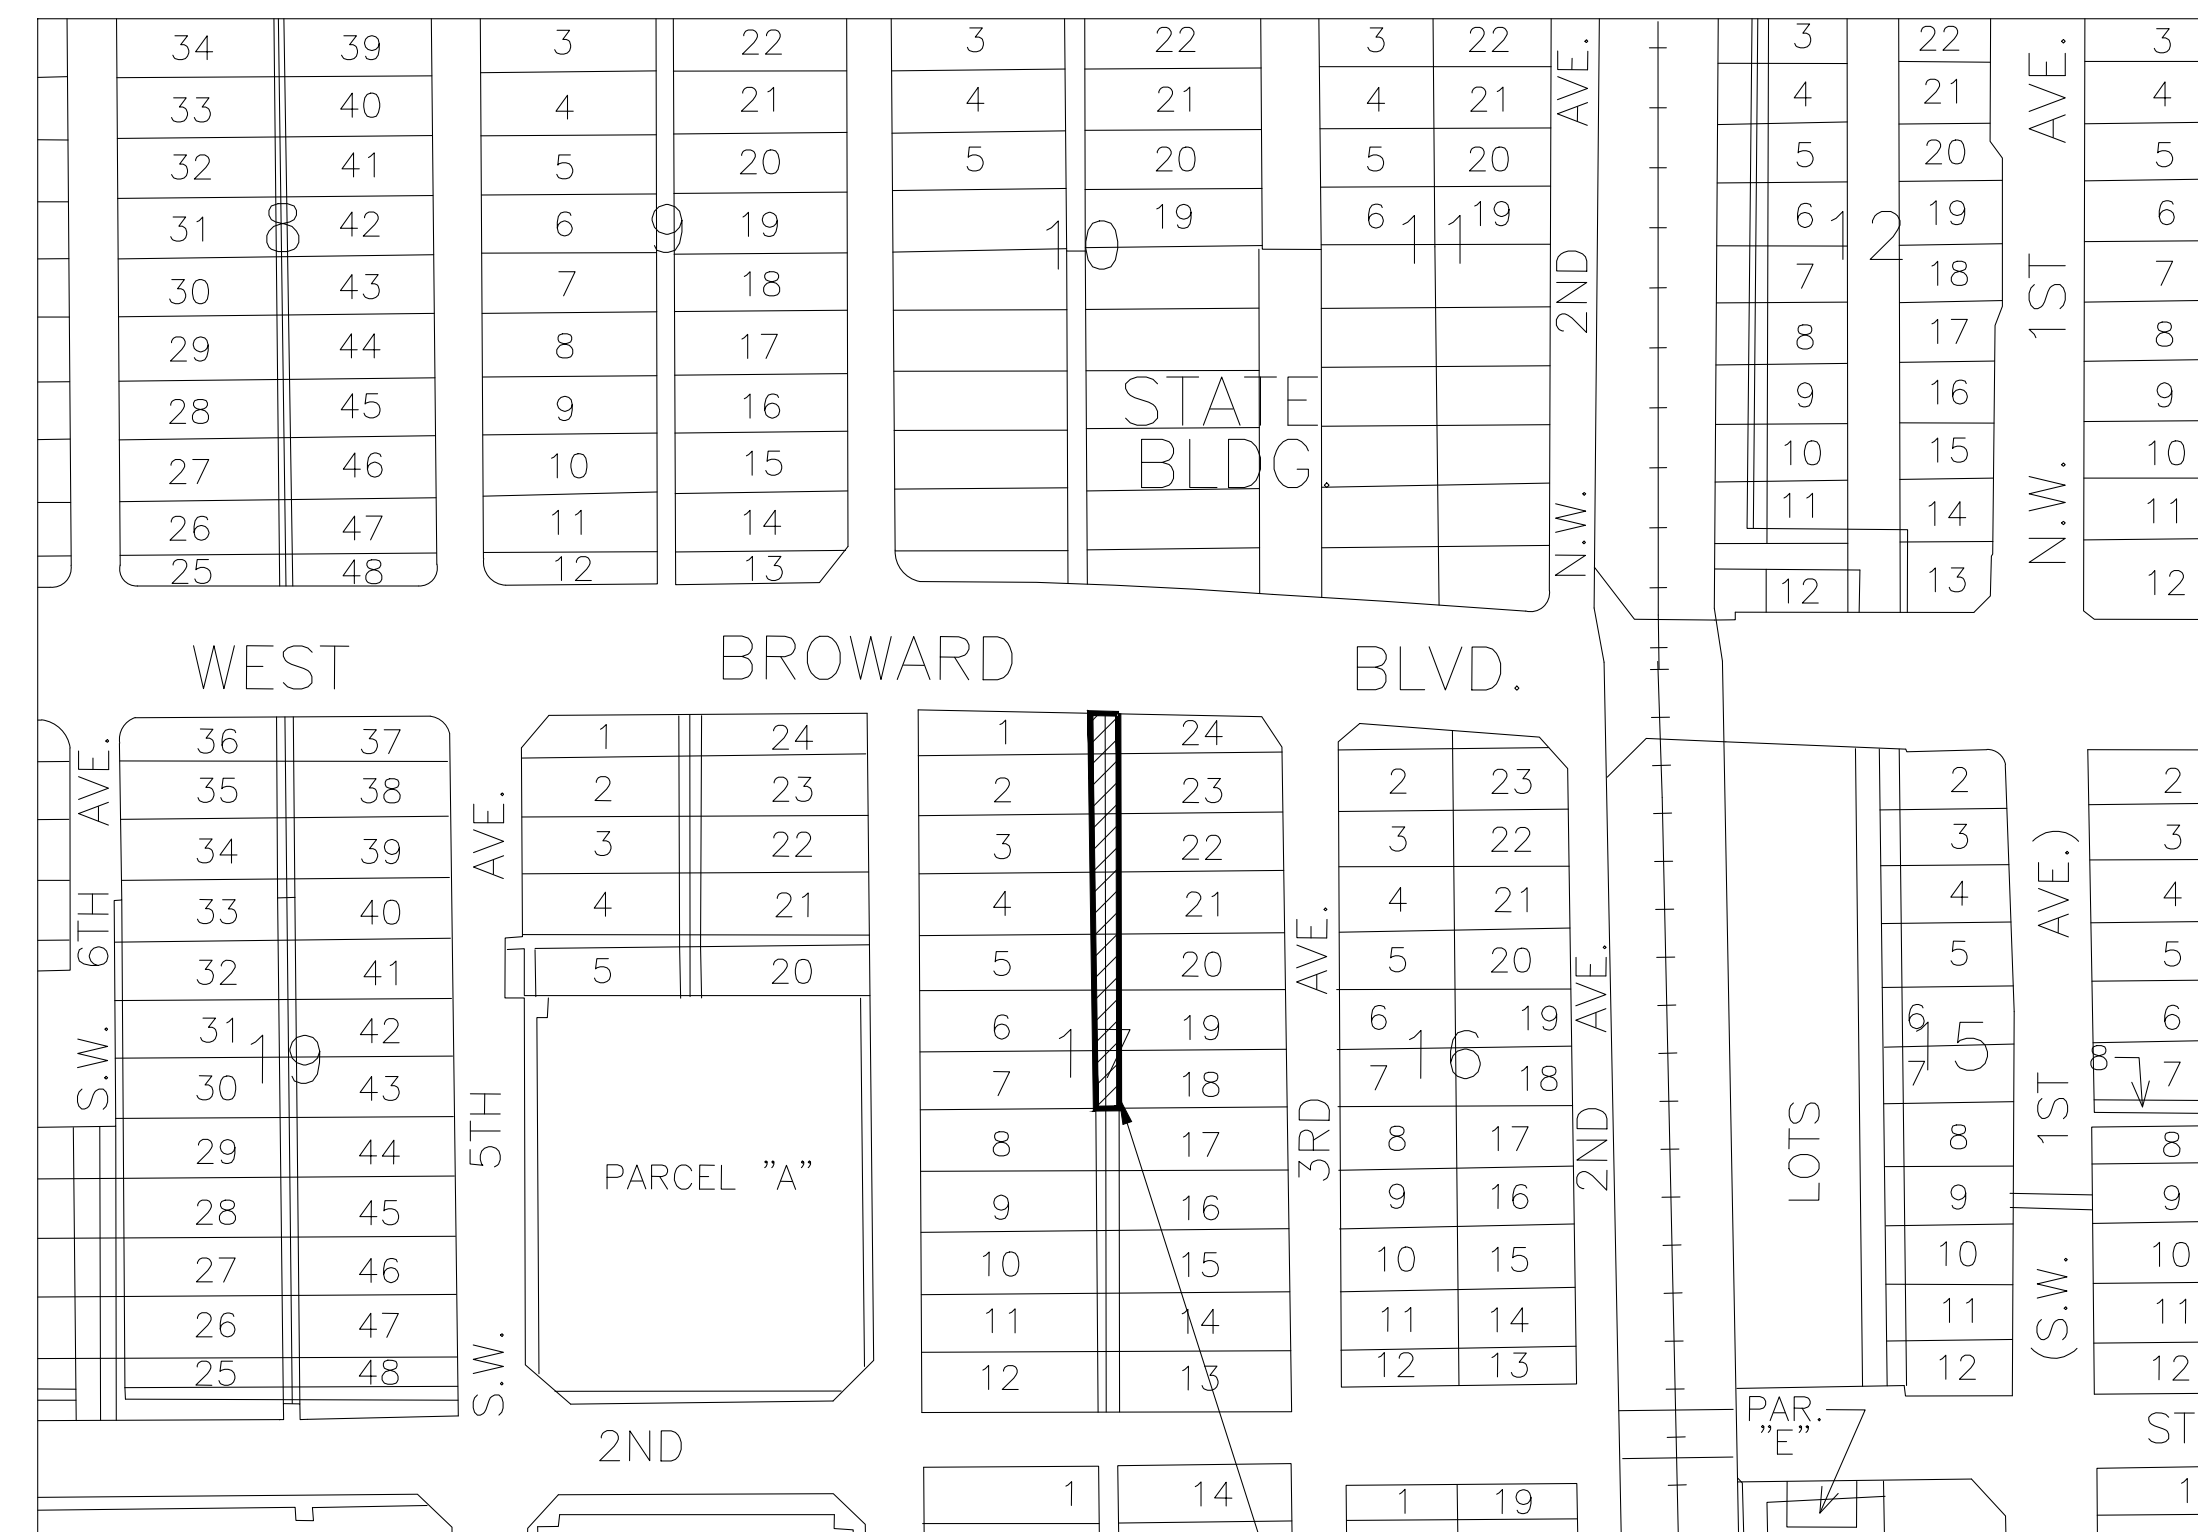 34 39 3 22 3 22 3 22 3 22 3
33 40 4 21 4 21 4 21 4 21 4
32 41 5 20 5 20 5 20 5 20 5
31 42 6 19 19 6 19 6 19 6
8 9 10 11 12
30 43 7 18 7 18 7
29 44 8 17 8 17 8
28 45 9 16 9 16 9
27 46 10 15 10 15 10
26 47 11 14 11 14 11
25 48 12 13 12 13 12
STATE
BLDG.
N.W. 2ND AVE.
N.W. 1ST AVE.
WEST BROWARD BLVD.
36 37 1 24 1 24
35 38 2 23 2 23 2 23 2 2
34 39 3 22 3 22 3 22 3 3
33 40 4 21 4 21 4 21 4 4
32 41 5 20 5 20 5 20 5 5
31 42 6 19 6 19 6 6
19 17 16 15
30 43 7 18 7 18 7 8 7
29 44 8 17 8 17 8 8
28 45 9 16 9 16 9 9
27 46 10 15 10 15 10 10
26 47 11 14 11 14 11 11
25 48 12 13 12 13 12 12
S.W. 6TH AVE.
S.W. 5TH AVE.
PARCEL "A"
3RD AVE.
2ND AVE.
LOTS
(S.W. 1ST AVE.)
PAR.
"E"
2ND ST
1 14 1 19 1